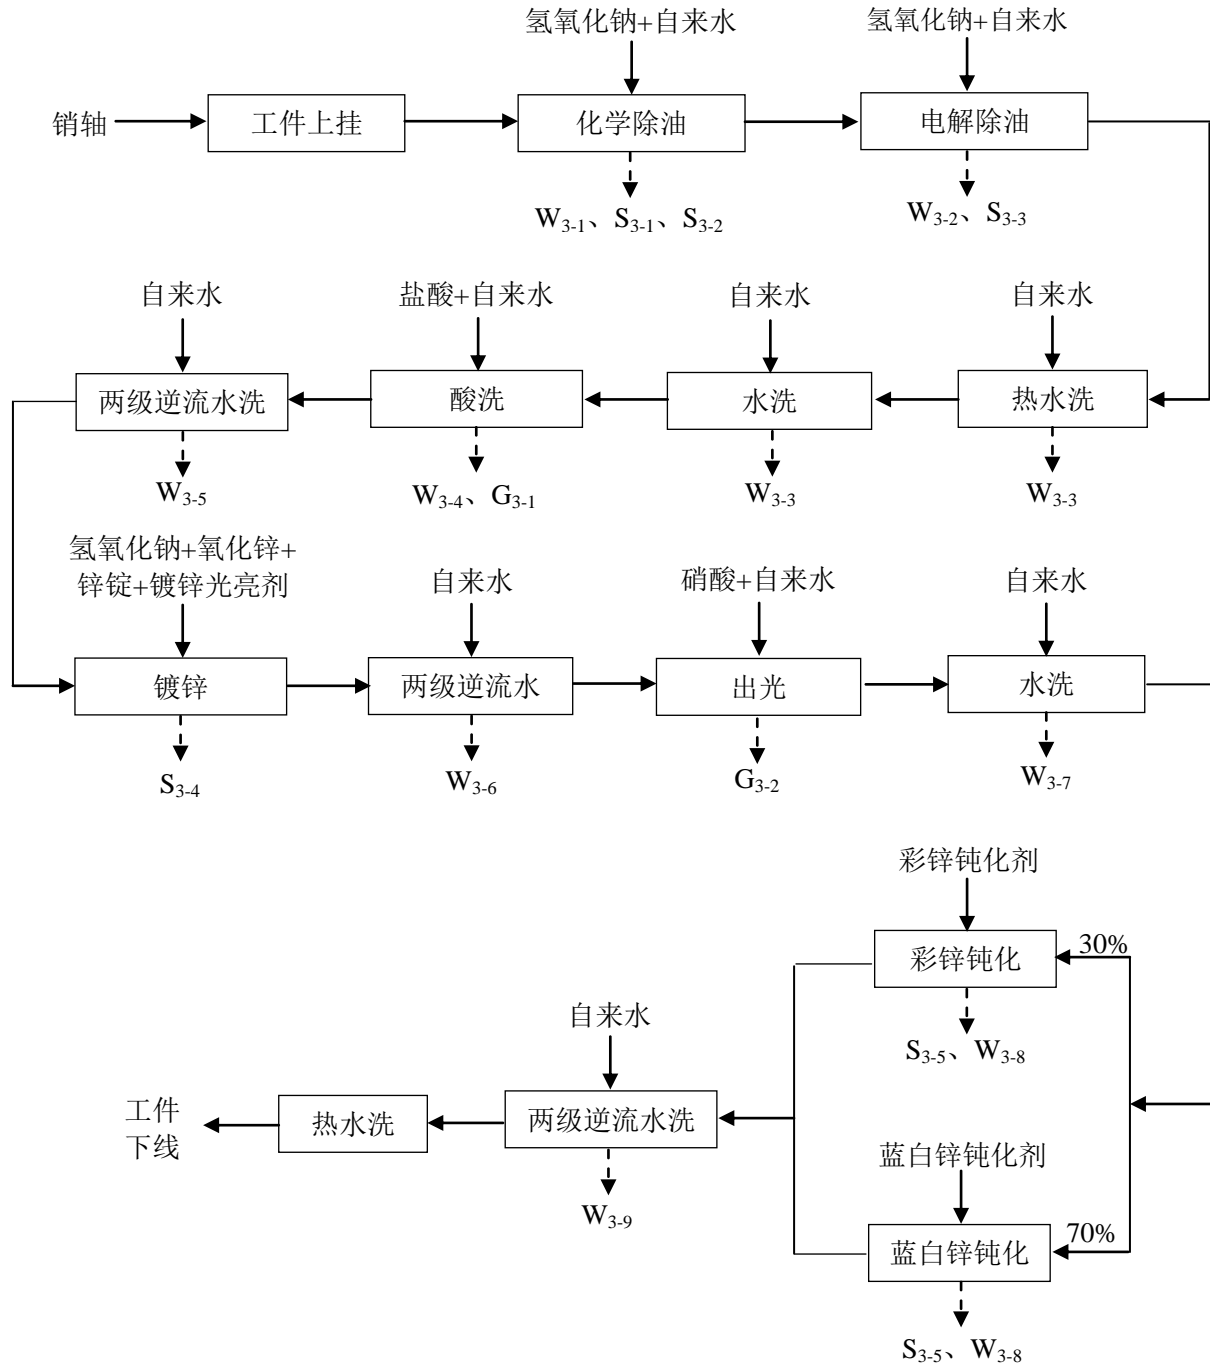 氢氧化钠+自来水
氢氧化钠+自来水
销轴
工件上挂
化学除油
电解除油
W3-1、S3-1、S3-2
W3-2、S3-3
自来水
盐酸+自来水
自来水
自来水
两级逆流水洗
酸洗
水洗
热水洗
W3-5
W3-4、G3-1
W3-3
W3-3
氢氧化钠+氧化锌+
锌锭+镀锌光亮剂
自来水
硝酸+自来水
自来水
镀锌
两级逆流水
出光
水洗
S3-4
W3-6
G3-2
W3-7
彩锌钝化剂
彩锌钝化
30%
S3-5、W3-8
自来水
工件
下线
热水洗
两级逆流水洗
W3-9
蓝白锌钝化剂
蓝白锌钝化
70%
S3-5、W3-8